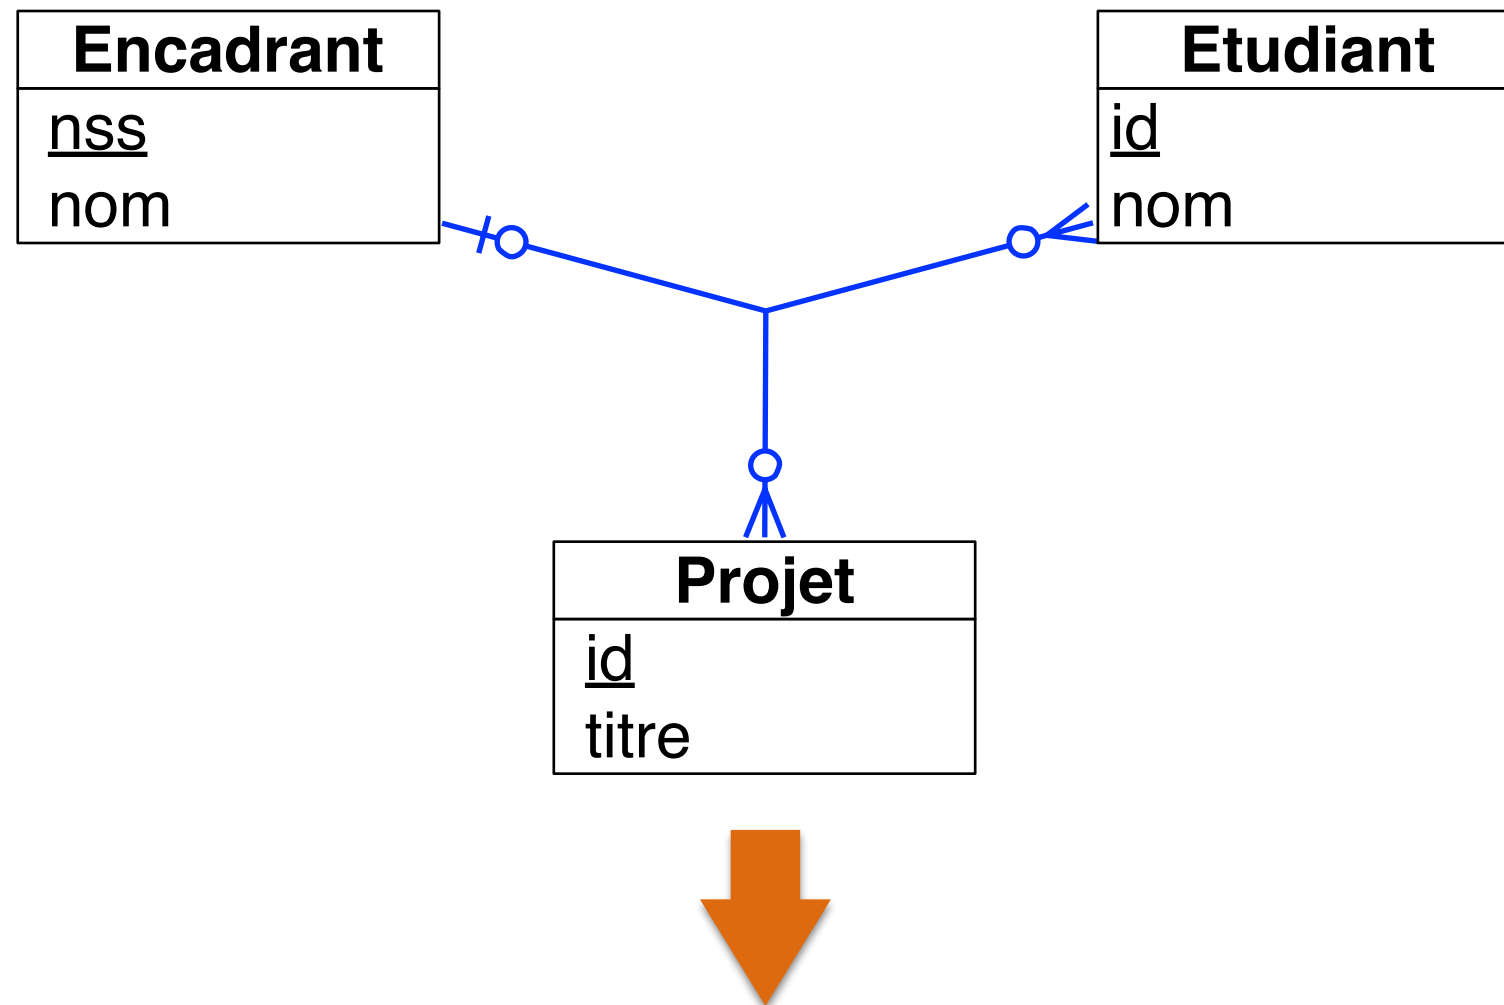 Encadrant
nss
nom
Etudiant
id
nom
Projet
id
titre